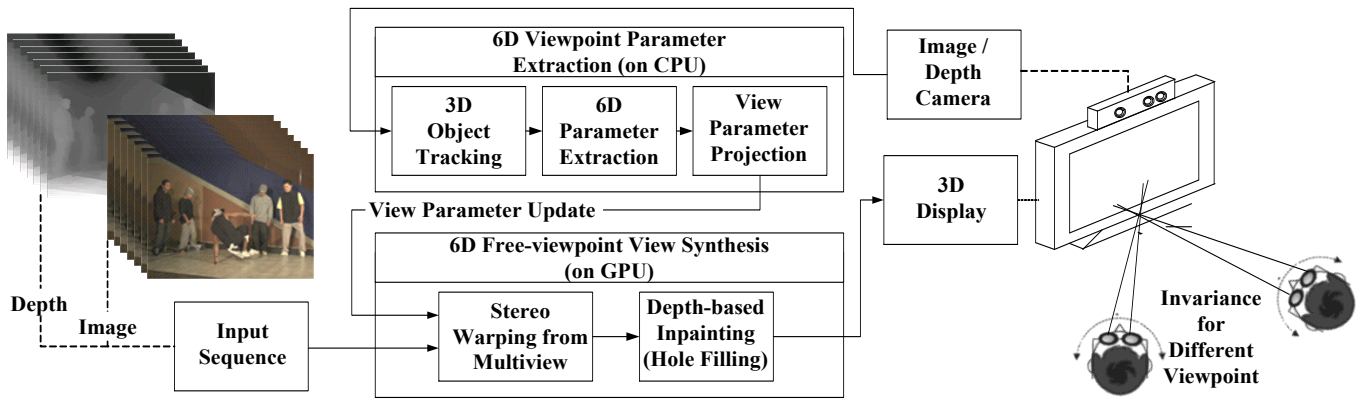 6D Viewpoint Parameter
Extraction (on CPU)
3D
Object
Tracking
6D
Parameter
Extraction
View
Parameter
Projection
Image /
Depth
Camera
3D
Display
View Parameter Update
6D Free-viewpoint View Synthesis
(on GPU)
Stereo
Warping from
Multiview
Depth-based
Inpainting
(Hole Filling)
Depth
Image
Input
Sequence
Invariance
for
Different
Viewpoint